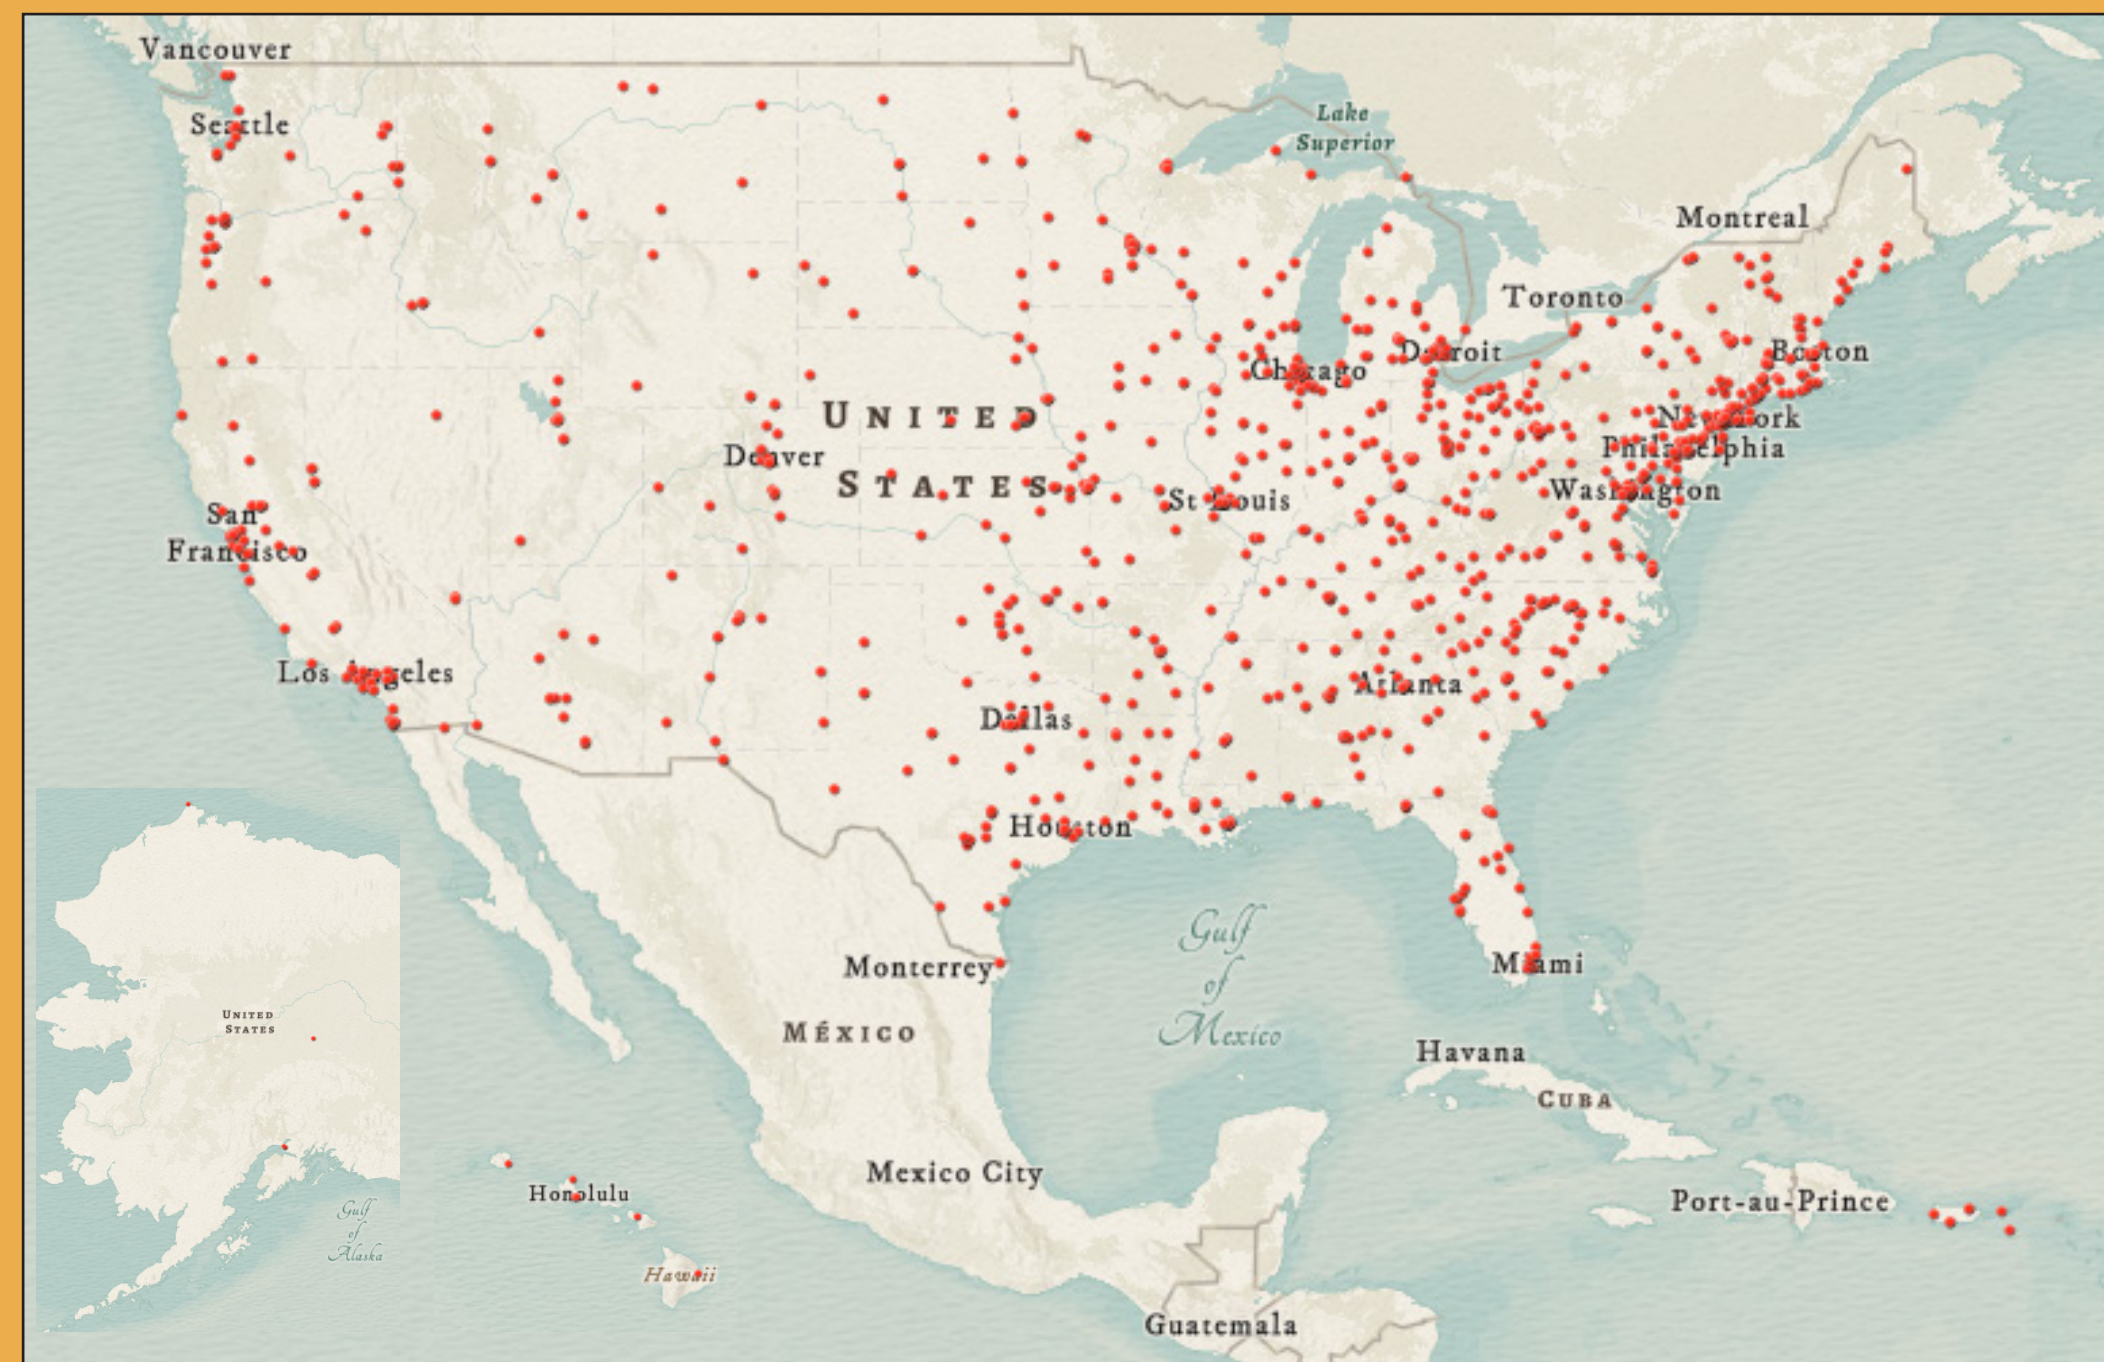 Vancouver
Seattle
Lake
Superior
Montreal
Toronto
Boston
Detroit
Chicago
UNITED
STATES
New York
Philadelphia
Denver
Washington
St Louis
San
Francisco
Los Angeles
Atlanta
Dallas
Houston
Gulf
of
Mexico
Miami
Monterrey
MÉXICO
UNITED
STATES
Havana
CUBA
Mexico City
Honolulu
Port-au-Prince
Gulf
of
Alaska
Hawaii
Guatemala